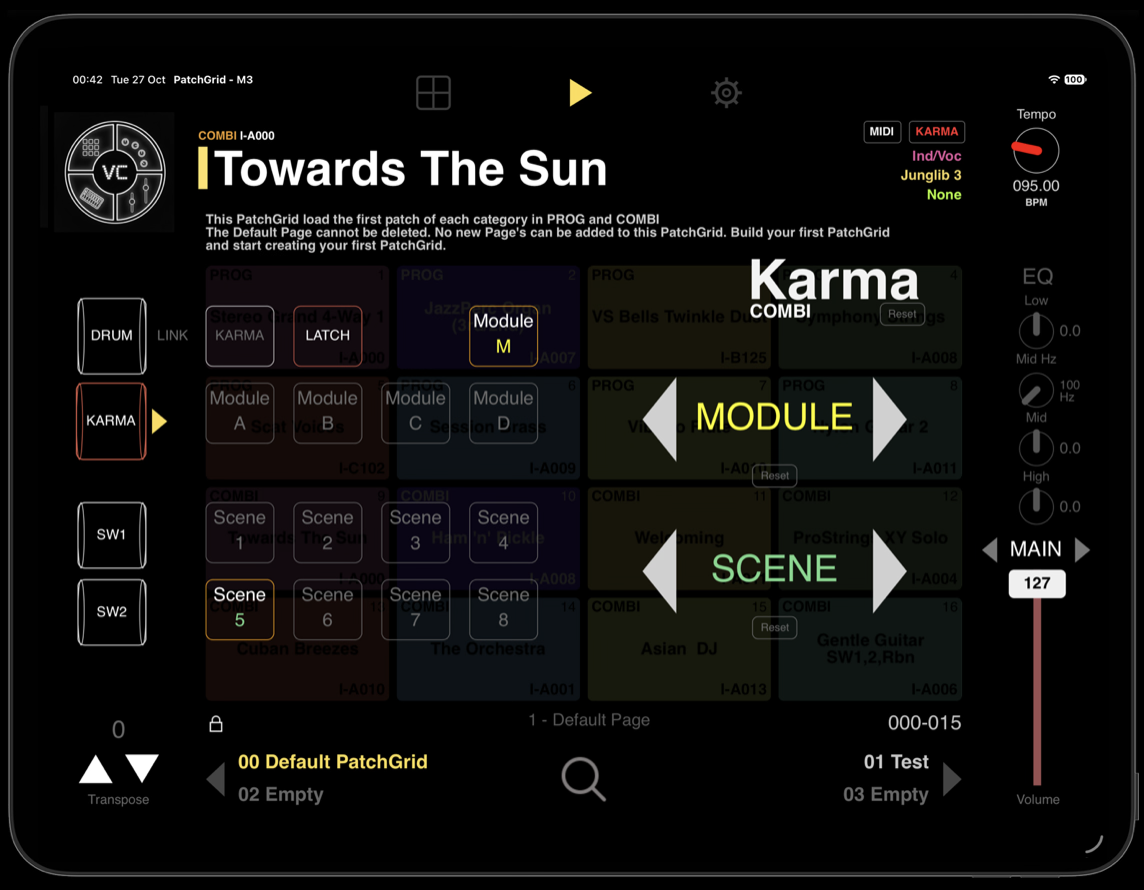 00:42 Tue 27 Oct PatchGrid - M3
100
VC
COMBI I-A000
Towards The Sun
MIDI KARMA
Ind/Voc
Junglib 3
None
Tempo
095.00
BPM
This PatchGrid load the first patch of each category in PROG and COMBI
The Default Page cannot be deleted. No new Page's can be added to this PatchGrid. Build your first PatchGrid
and start creating your first PatchGrid.
Karma
COMBI
Reset
PROG 1
Stereo Grand 4-Way 1
I-A000
PROG 2
I-A007
PROG
VS Bells Twinkle
I-B125
4
I-A008
DRUM LINK
KARMA
LATCH
Module
M
KARMA
Module
A
Module
B
Module
C
Module
D
PROG
I-C102
PROG 6
I-A009
PROG 7
PROG 8
I-A011
MODULE
Reset
SW1
SW2
Scene
1
Scene
2
Scene
3
Scene
4
COMBI 9
Towards The Sun
I-A000
COMBI 10
Ham 'n' Pickle
I-A008
COMBI 11
Welcoming
COMBI 12
XY Solo
I-A004
SCENE
Reset
Scene
5
Scene
6
Scene
7
Scene
8
COMBI 13
Cuban Breezes
I-A010
COMBI 14
The Orchestra
I-A001
COMBI 15
Asian DJ
I-A013
COMBI 16
Gentle Guitar
SW1,2,Rbn
I-A006
EQ
Low
0.0
Mid Hz
100
Hz
Mid
0.0
High
0.0
MAIN
127
Volume
0
Transpose
1 - Default Page
000-015
00 Default PatchGrid
02 Empty
01 Test
03 Empty